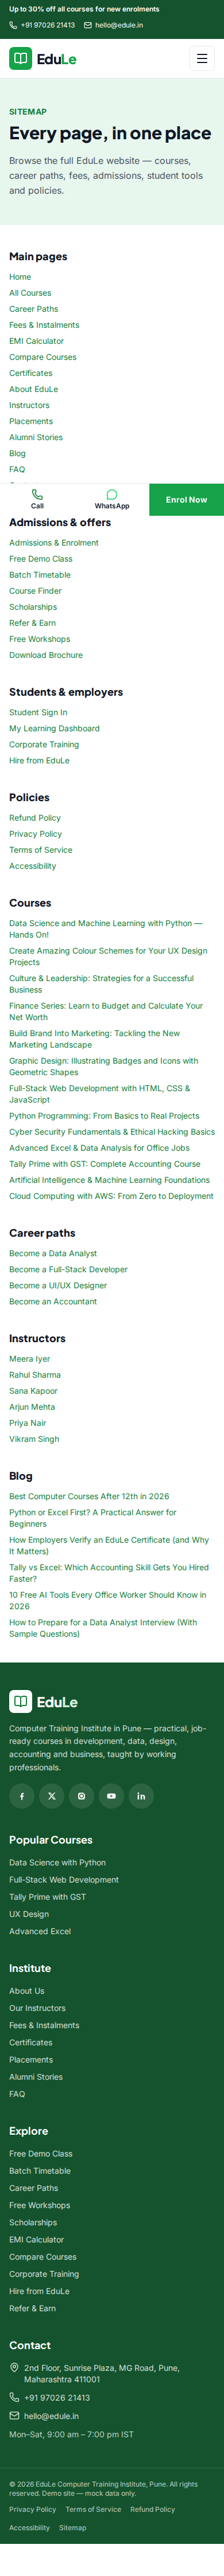 Up to 30% off all courses for new enrolments
+91 97026 21413 hello@edule.in
EduLe
SITEMAP
Every page, in one place
Browse the full EduLe website — courses,
career paths, fees, admissions, student tools
and policies.
Main pages
Home
All Courses
Career Paths
Fees & Instalments
EMI Calculator
Compare Courses
Certificates
About EduLe
Instructors
Placements
Alumni Stories
Blog
FAQ
Call
WhatsApp
Enrol Now
Admissions & offers
Admissions & Enrolment
Free Demo Class
Batch Timetable
Course Finder
Scholarships
Refer & Earn
Free Workshops
Download Brochure
Students & employers
Student Sign In
My Learning Dashboard
Corporate Training
Hire from EduLe
Policies
Refund Policy
Privacy Policy
Terms of Service
Accessibility
Courses
Data Science and Machine Learning with Python —
Hands On!
Create Amazing Colour Schemes for Your UX Design
Projects
Culture & Leadership: Strategies for a Successful
Business
Finance Series: Learn to Budget and Calculate Your
Net Worth
Build Brand Into Marketing: Tackling the New
Marketing Landscape
Graphic Design: Illustrating Badges and Icons with
Geometric Shapes
Full-Stack Web Development with HTML, CSS &
JavaScript
Python Programming: From Basics to Real Projects
Cyber Security Fundamentals & Ethical Hacking Basics
Advanced Excel & Data Analysis for Office Jobs
Tally Prime with GST: Complete Accounting Course
Artificial Intelligence & Machine Learning Foundations
Cloud Computing with AWS: From Zero to Deployment
Career paths
Become a Data Analyst
Become a Full-Stack Developer
Become a UI/UX Designer
Become an Accountant
Instructors
Meera Iyer
Rahul Sharma
Sana Kapoor
Arjun Mehta
Priya Nair
Vikram Singh
Blog
Best Computer Courses After 12th in 2026
Python or Excel First? A Practical Answer for
Beginners
How Employers Verify an EduLe Certificate (and Why
It Matters)
Tally vs Excel: Which Accounting Skill Gets You Hired
Faster?
10 Free AI Tools Every Office Worker Should Know in
2026
How to Prepare for a Data Analyst Interview (With
Sample Questions)
EduLe
Computer Training Institute in Pune — practical, job-
ready courses in development, data, design,
accounting and business, taught by working
professionals.
Popular Courses
Data Science with Python
Full-Stack Web Development
Tally Prime with GST
UX Design
Advanced Excel
Institute
About Us
Our Instructors
Fees & Instalments
Certificates
Placements
Alumni Stories
FAQ
Explore
Free Demo Class
Batch Timetable
Career Paths
Free Workshops
Scholarships
EMI Calculator
Compare Courses
Corporate Training
Hire from EduLe
Refer & Earn
Contact
2nd Floor, Sunrise Plaza, MG Road, Pune,
Maharashtra 411001
+91 97026 21413
hello@edule.in
Mon–Sat, 9:00 am – 7:00 pm IST
© 2026 EduLe Computer Training Institute, Pune. All rights
reserved. Demo site — mock data only.
Privacy Policy Terms of Service Refund Policy
Accessibility Sitemap